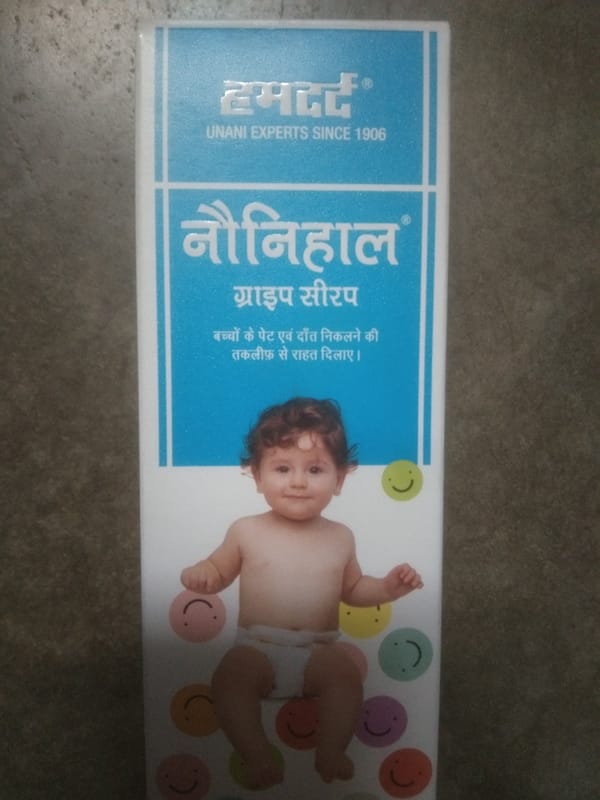 हमदर्द®
UNANI EXPERTS SINCE 1906
नौनिहाल®
ग्राइप सीरप
बच्चों के पेट एवं दाँत निकलने की
तकलीफ़ से राहत दिलाए।